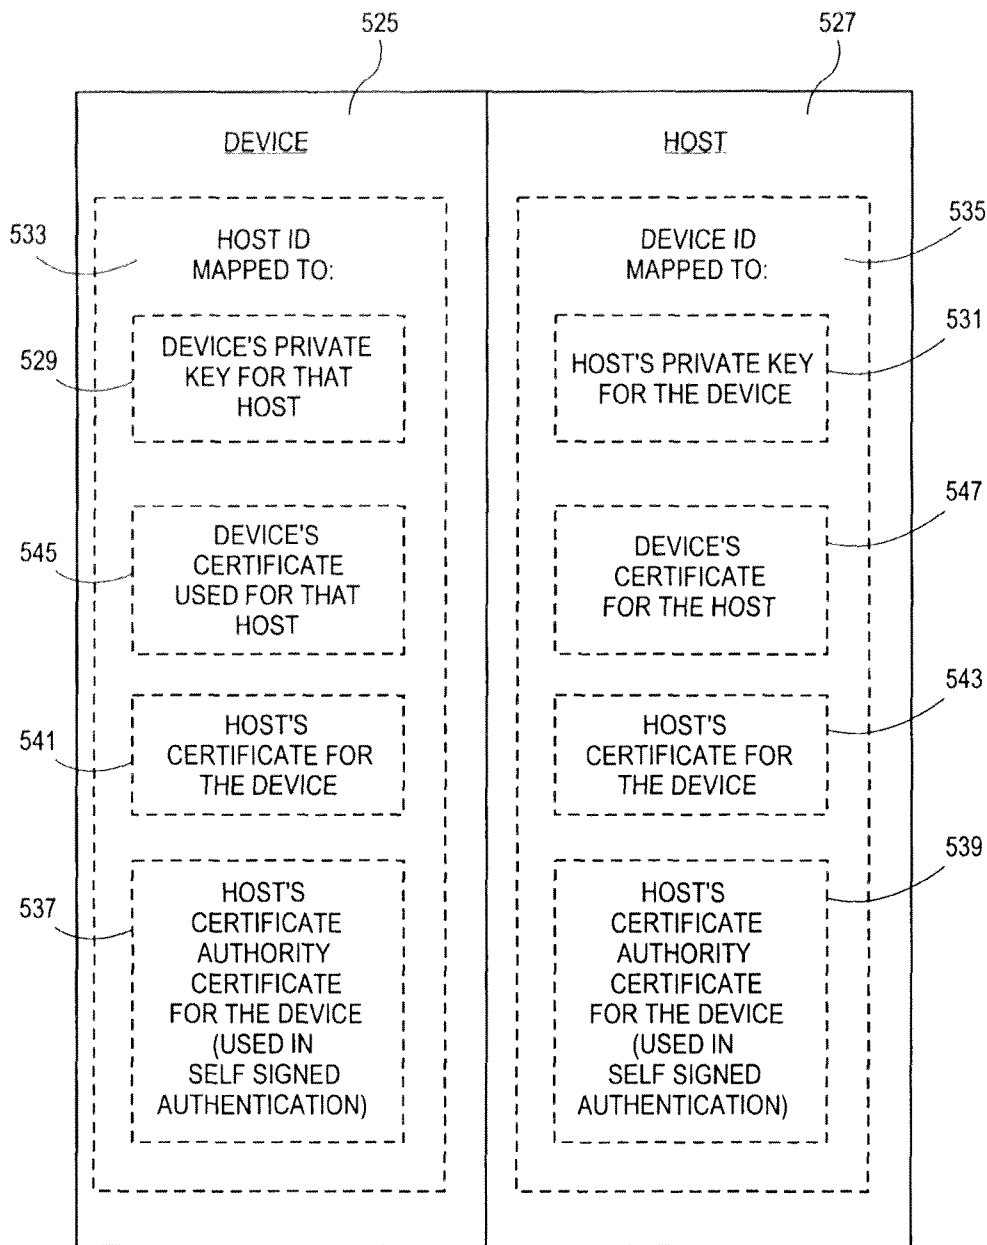 525
527
DEVICE
HOST
533
HOST ID
MAPPED TO:
529
DEVICE'S PRIVATE
KEY FOR THAT
HOST
545
DEVICE'S
CERTIFICATE
USED FOR THAT
HOST
541
HOST'S
CERTIFICATE FOR
THE DEVICE
537
HOST'S
CERTIFICATE
AUTHORITY
CERTIFICATE
FOR THE DEVICE
(USED IN
SELF SIGNED
AUTHENTICATION)
535
DEVICE ID
MAPPED TO:
531
HOST'S PRIVATE KEY
FOR THE DEVICE
547
DEVICE'S
CERTIFICATE
FOR THE HOST
543
HOST'S
CERTIFICATE FOR
THE DEVICE
539
HOST'S
CERTIFICATE
AUTHORITY
CERTIFICATE
FOR THE DEVICE
(USED IN
SELF SIGNED
AUTHENTICATION)